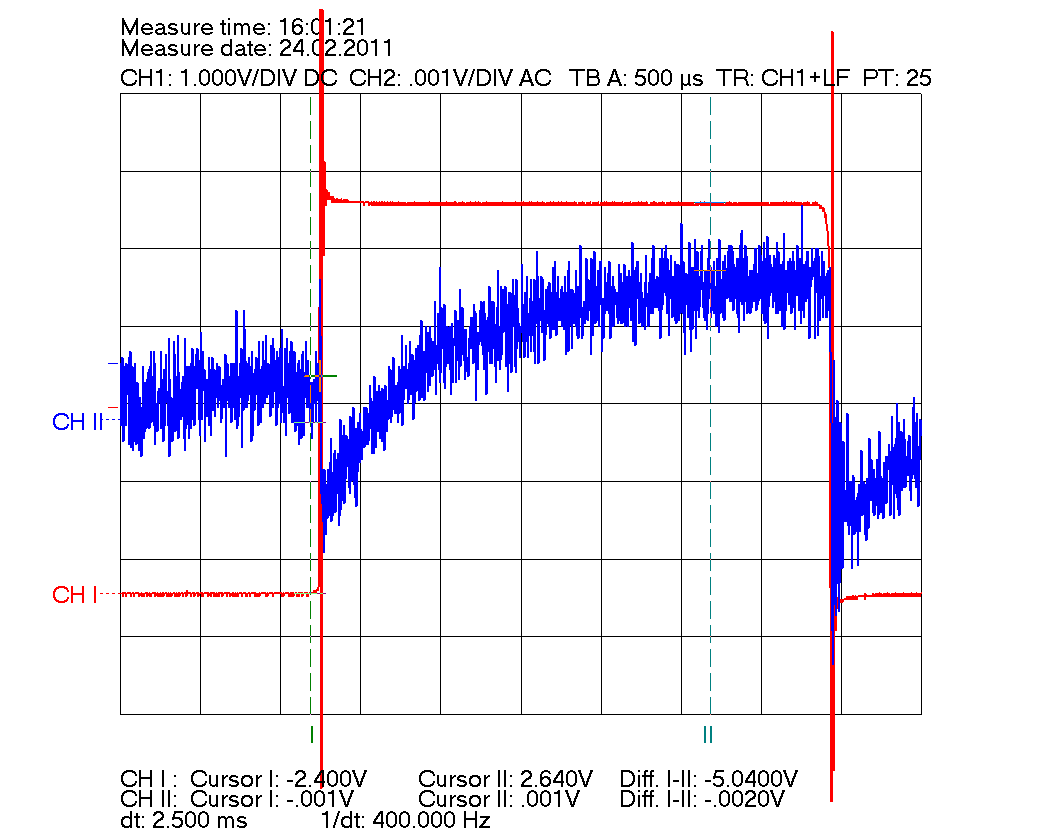 Measure time: 16:01:21
Measure date: 24.02.2011
CH1: 1.000V/DIV DC CH2: .001V/DIV AC TB A: 500 µs TR: CH1+LF PT: 25
CH II
CH I
I II
CH I : Cursor I: -2.400V Cursor II: 2.640V Diff. I-II: -5.0400V
CH II: Cursor I: -.001V Cursor II: .001V Diff. I-II: -.0020V
dt: 2.500 ms 1/dt: 400.000 Hz